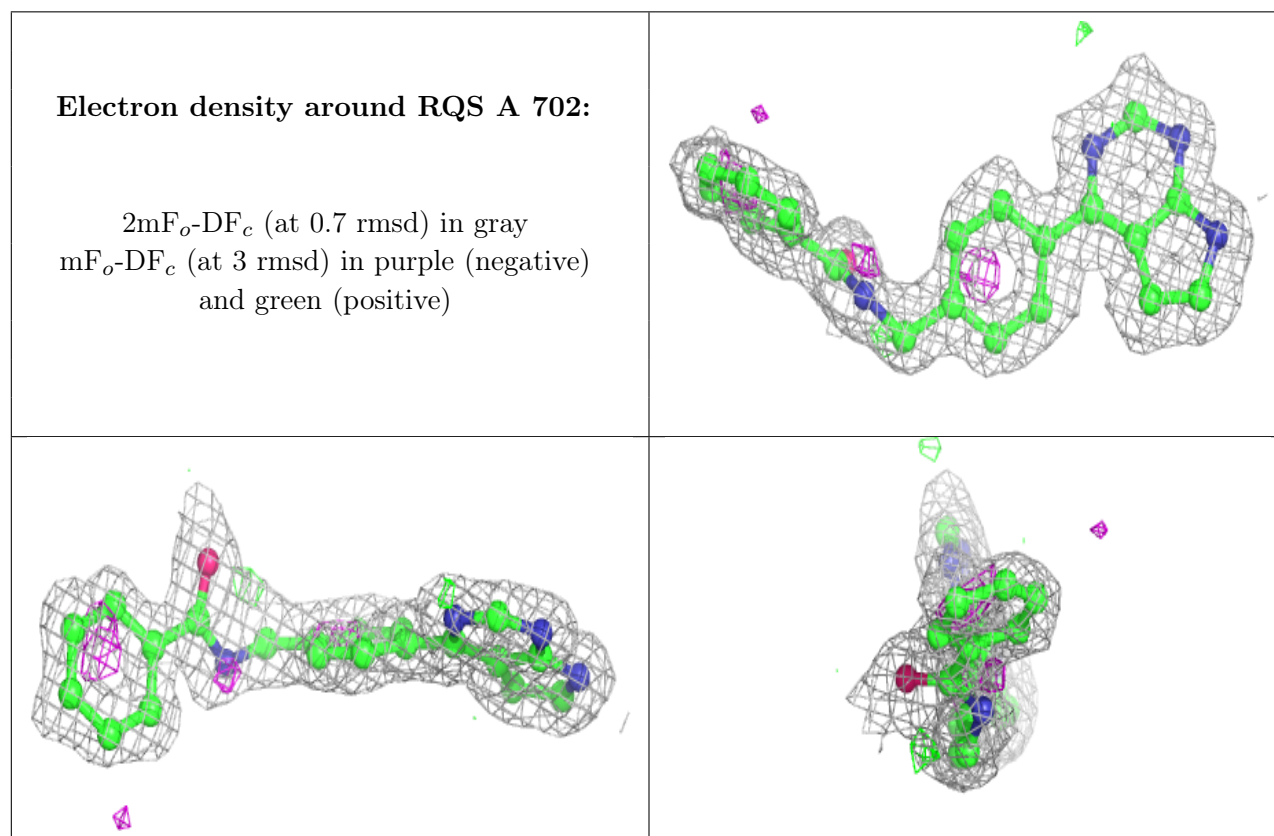 Electron density around RQS A 702:
2mFo-DFc (at 0.7 rmsd) in gray
mFo-DFc (at 3 rmsd) in purple (negative)
and green (positive)